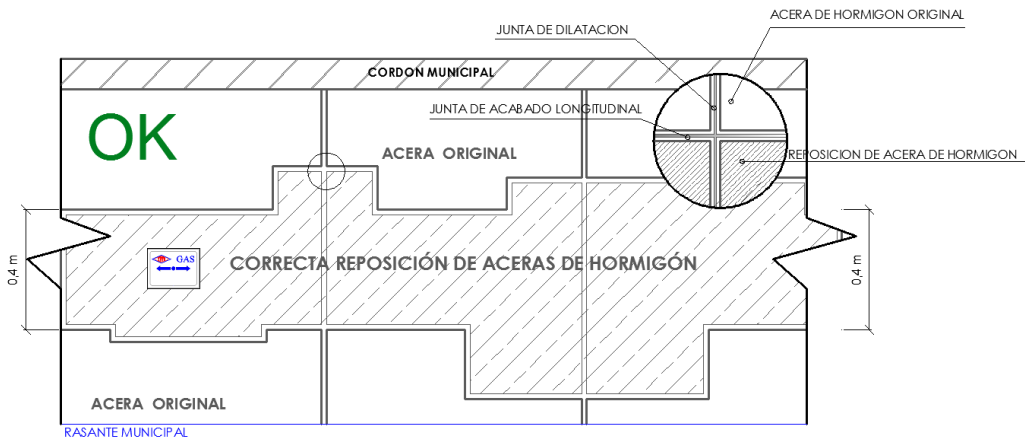 ACERA DE HORMIGON ORIGINAL
JUNTA DE DILATACION
CORDON MUNICIPAL
JUNTA DE ACABADO LONGITUDINAL
OK
ACERA ORIGINAL
REPOSICION DE ACERA DE HORMIGON
0,4 m
GAS
CORRECTA REPOSICIÓN DE ACERAS DE HORMIGÓN
0,4 m
ACERA ORIGINAL
RASANTE MUNICIPAL